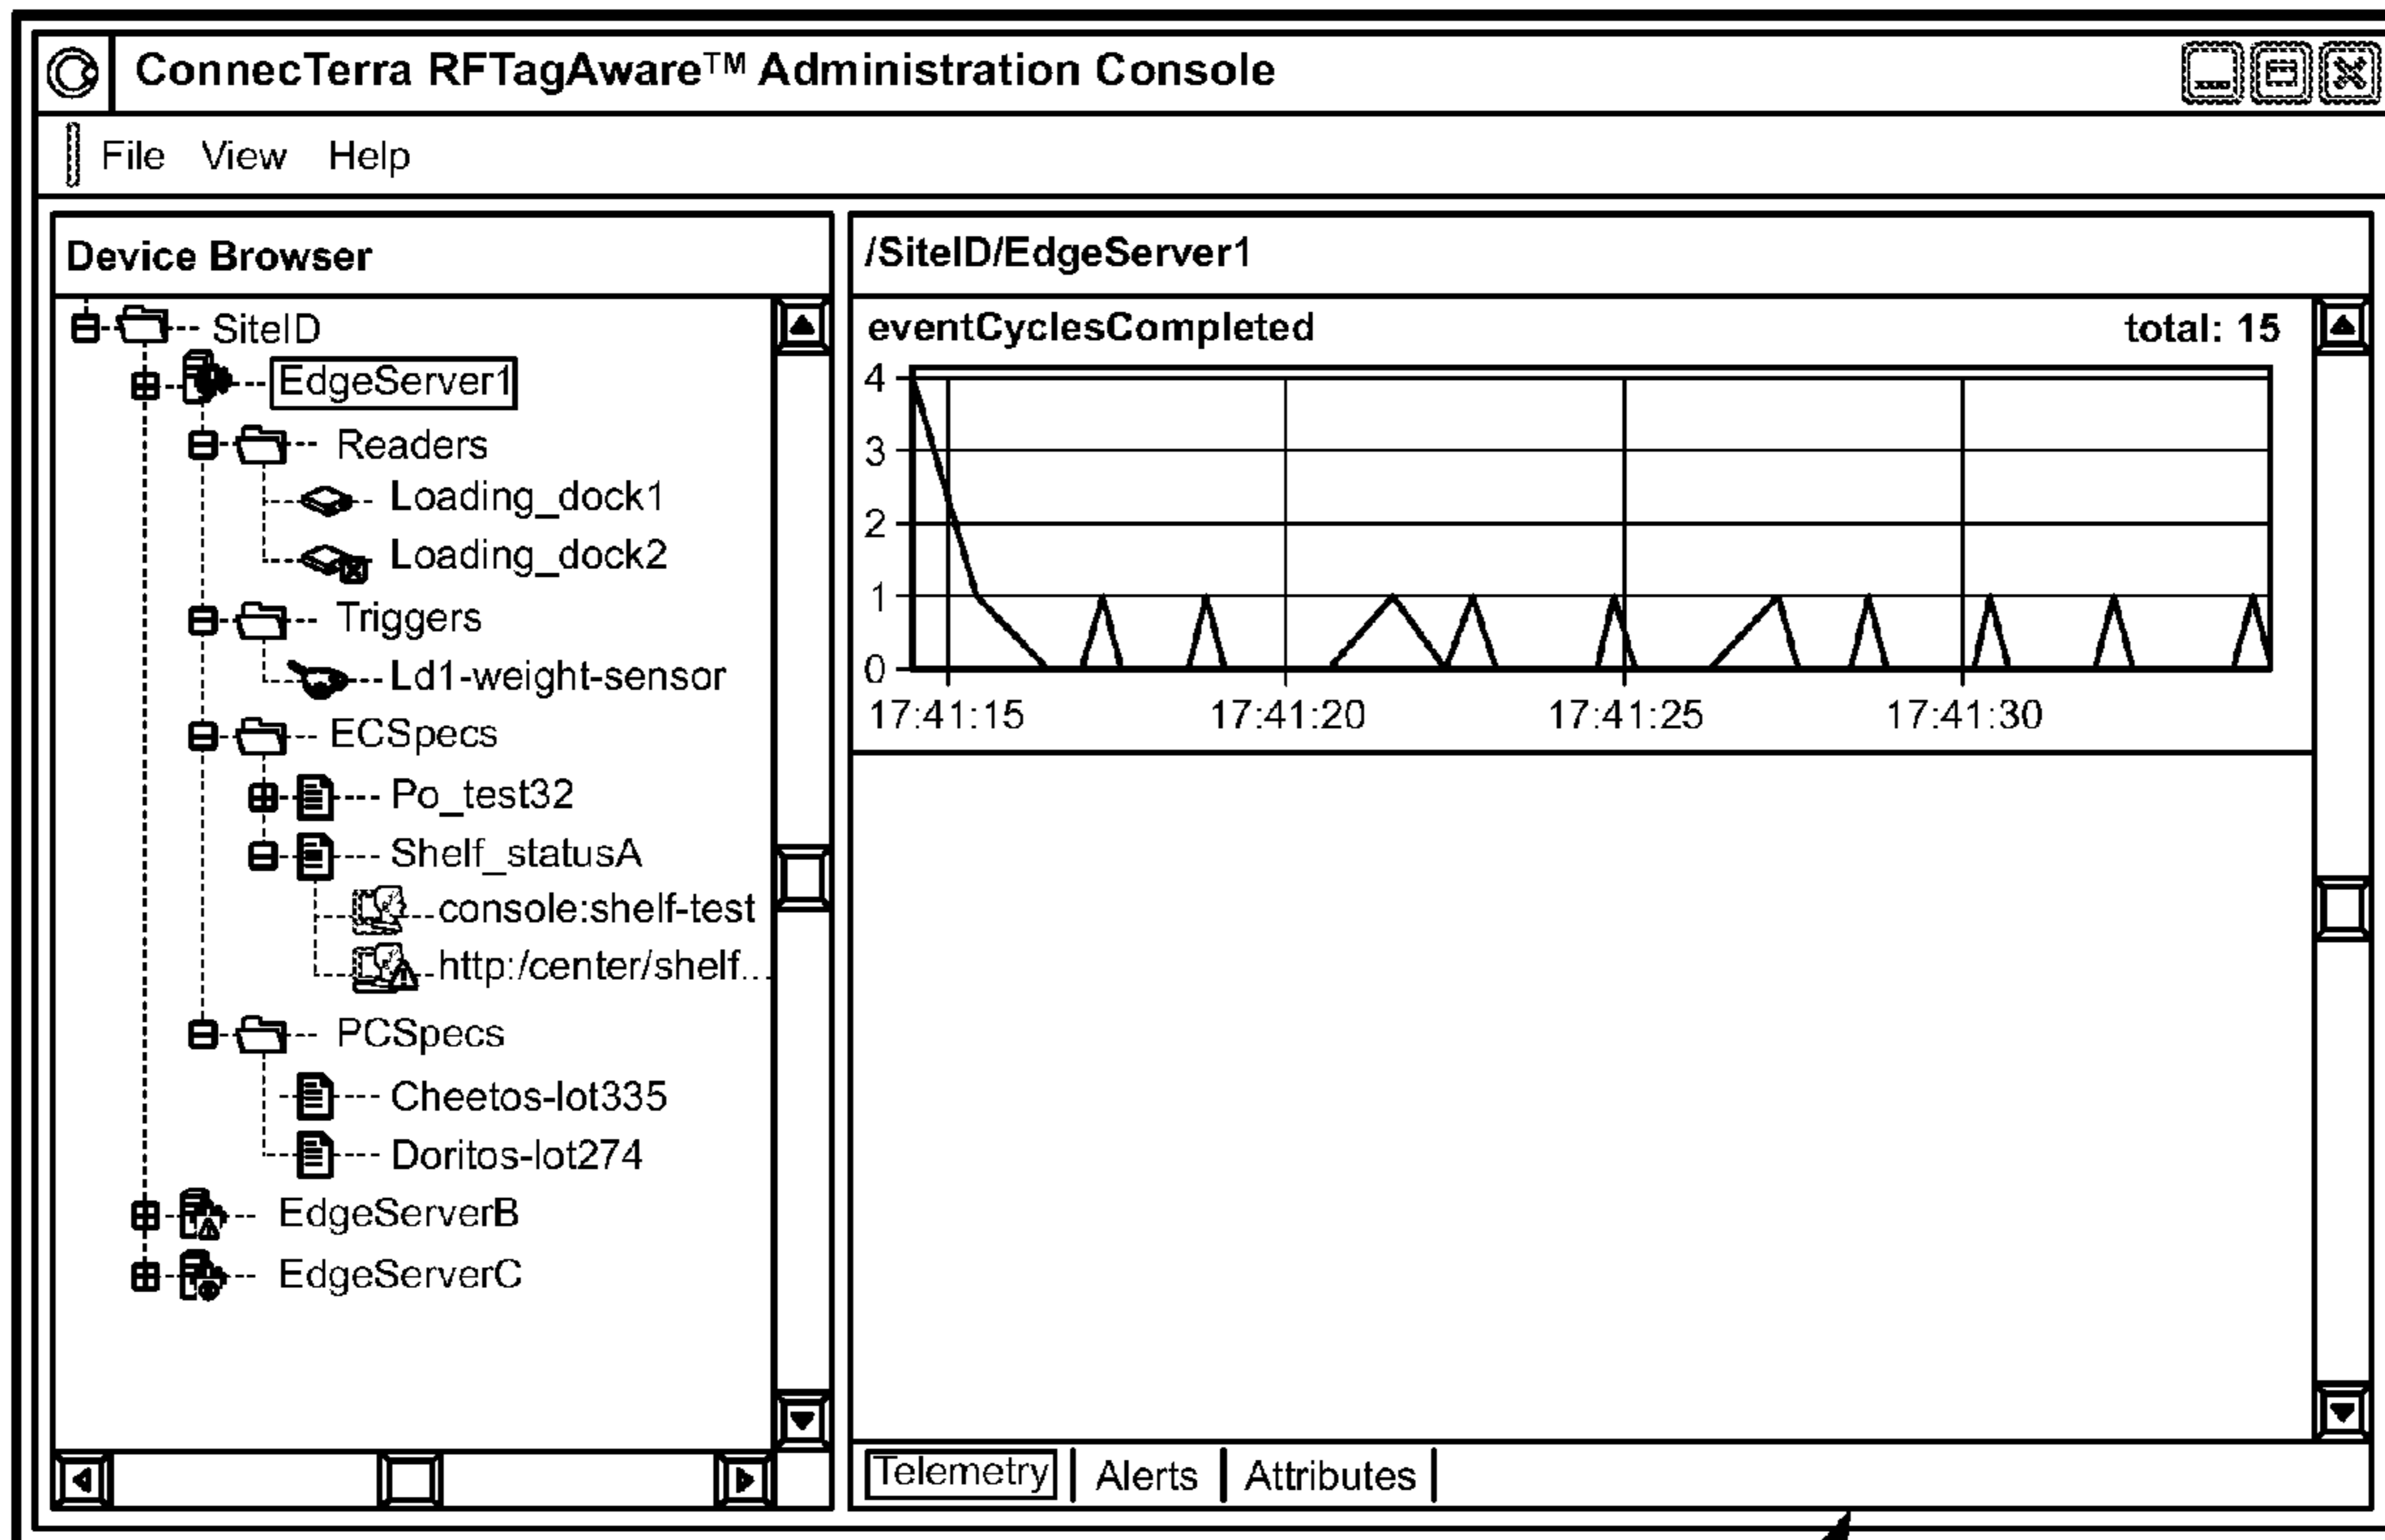 ConnecTerra RFTagAware™ Administration Console
File View Help
Device Browser
SiteID
EdgeServer1
Readers
Loading_dock1
Loading_dock2
Triggers
Ld1-weight-sensor
ECSpecs
Po_test32
Shelf_statusA
console:shelf-test
http:/center/shelf...
PCSpecs
Cheetos-lot335
Doritos-lot274
EdgeServerB
EdgeServerC
/SiteID/EdgeServer1
eventCyclesCompleted total: 15
4
3
2
1
0
17:41:15 17:41:20 17:41:25 17:41:30
Telemetry Alerts Attributes